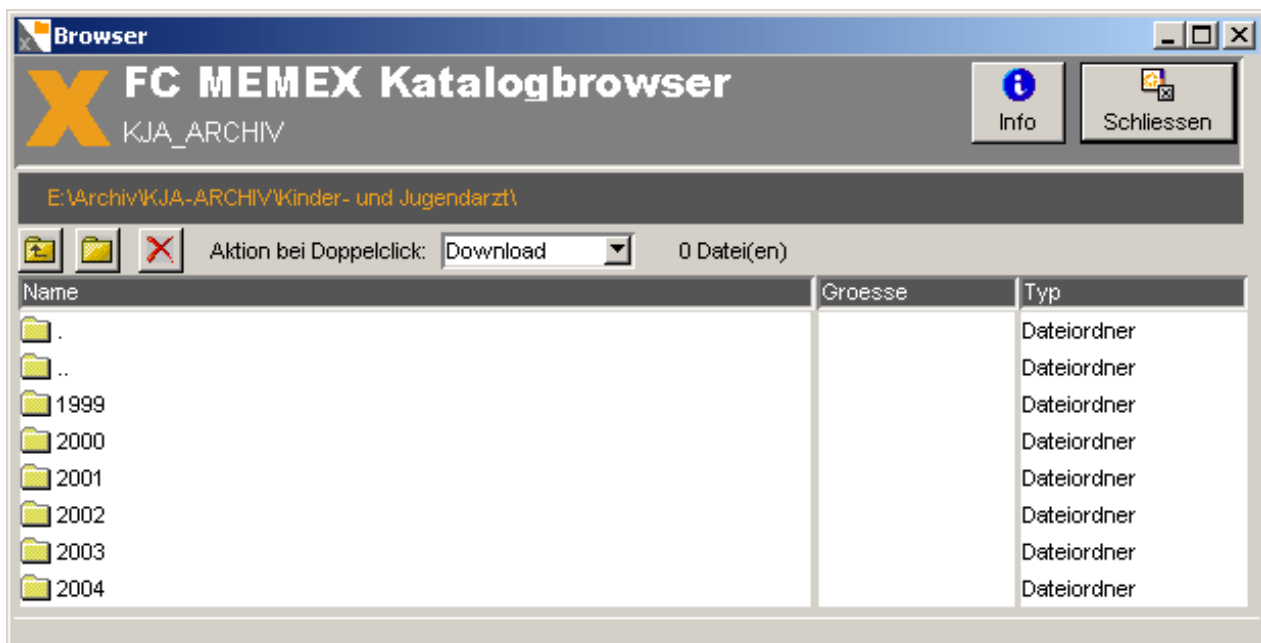 Browser
FC MEMEX Katalogbrowser
KJA_ARCHIV
Info
Schliessen
E:\Archiv\KJA-ARCHIV\Kinder- und Jugendarzt\
Aktion bei Doppelclick: Download 0 Datei(en)
Name Groesse Typ
. Dateiordner
.. Dateiordner
1999 Dateiordner
2000 Dateiordner
2001 Dateiordner
2002 Dateiordner
2003 Dateiordner
2004 Dateiordner